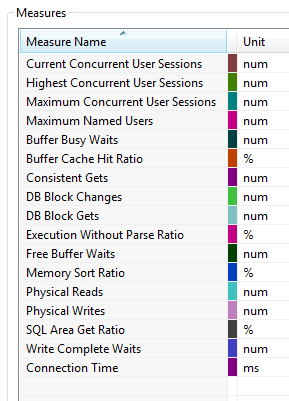 Measures
Measure Name Unit
Current Concurrent User Sessions num
Highest Concurrent User Sessions num
Maximum Concurrent User Sessions num
Maximum Named Users num
Buffer Busy Waits num
Buffer Cache Hit Ratio %
Consistent Gets num
DB Block Changes num
DB Block Gets num
Execution Without Parse Ratio %
Free Buffer Waits num
Memory Sort Ratio %
Physical Reads num
Physical Writes num
SQL Area Get Ratio %
Write Complete Waits num
Connection Time ms